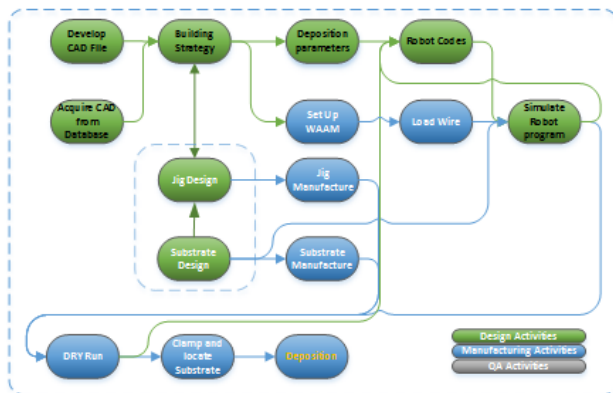 Develop
CAD File
Building
Strategy
Deposition
parameters
Robot Codes
Acquire CAD
from
Database
Set Up
WAAM
Load Wire
Simulate
Robot
program
Jig Design
Jig
Manufacture
Substrate
Design
Substrate
Manufacture
DRY Run
Clamp and
locate
Substrate
Deposition
Design Activities
Manufacturing Activities
QA Activities